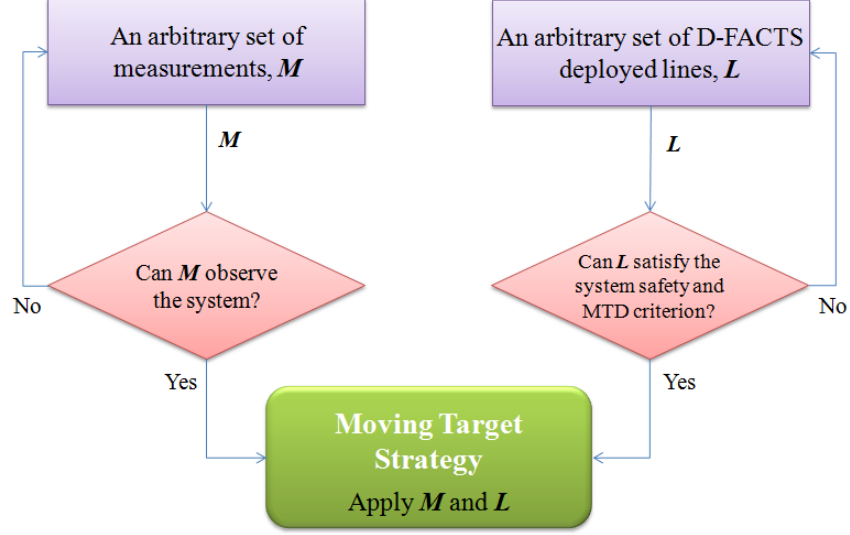 An arbitrary set of
measurements, M
An arbitrary set of D-FACTS
deployed lines, L
M
L
Can M observe
the system?
Can L satisfy the
system safety and
MTD criterion?
No
No
Yes
Yes
Moving Target
Strategy
Apply M and L